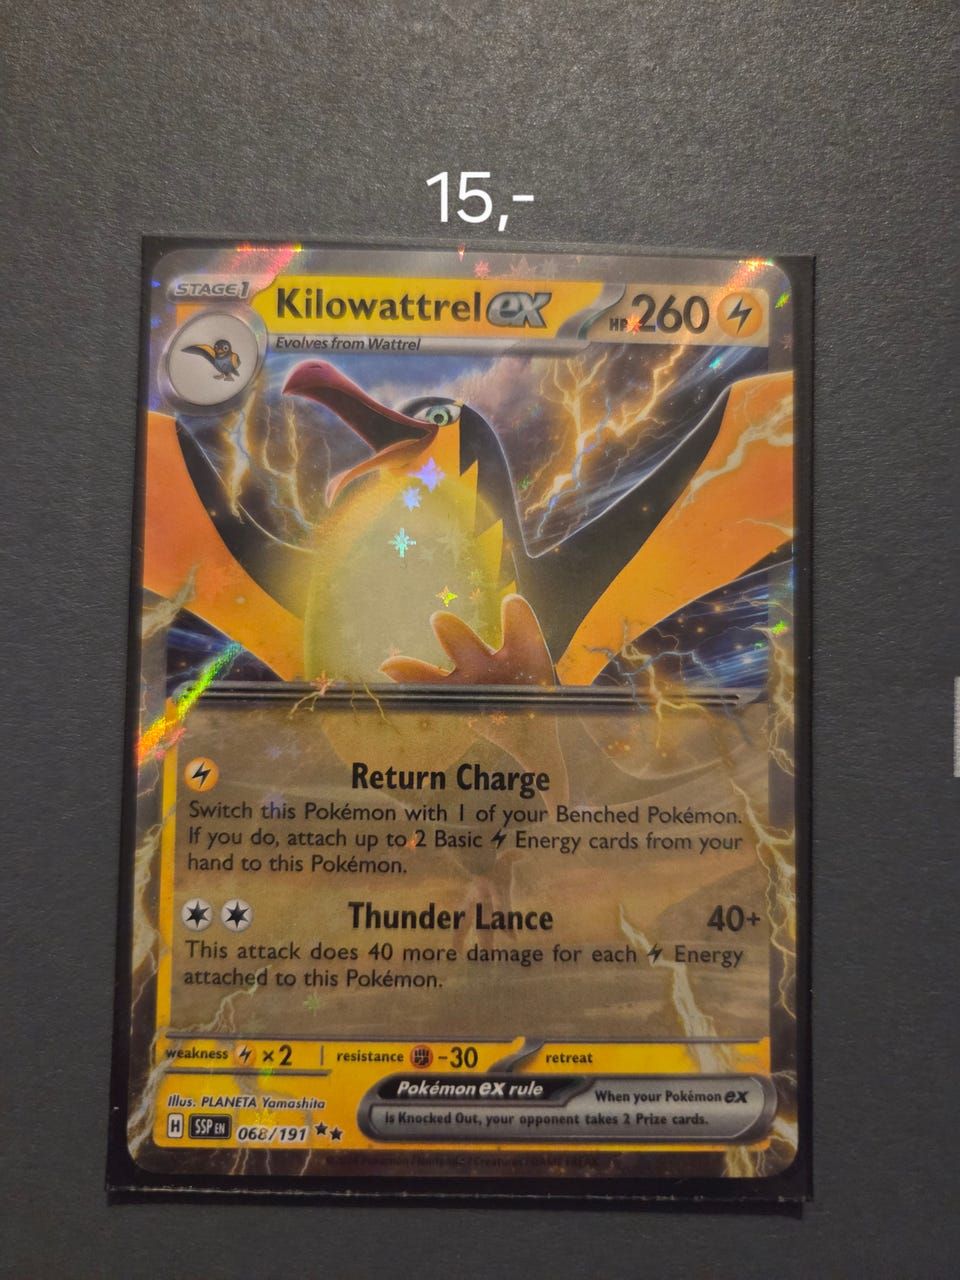 15,-
STAGE 1
Kilowattrel ex
HP 260
Evolves from Wattrel
Return Charge
Switch this Pokémon with 1 of your Benched Pokémon.
If you do, attach up to 2 Basic Energy cards from your
hand to this Pokémon.
Thunder Lance 40+
This attack does 40 more damage for each Energy
attached to this Pokémon.
weakness ×2 resistance -30 retreat
Pokémon ex rule
When your Pokémon ex
is Knocked Out, your opponent takes 2 Prize cards.
Illus. PLANETA Yamashita
H SSP EN 068/191